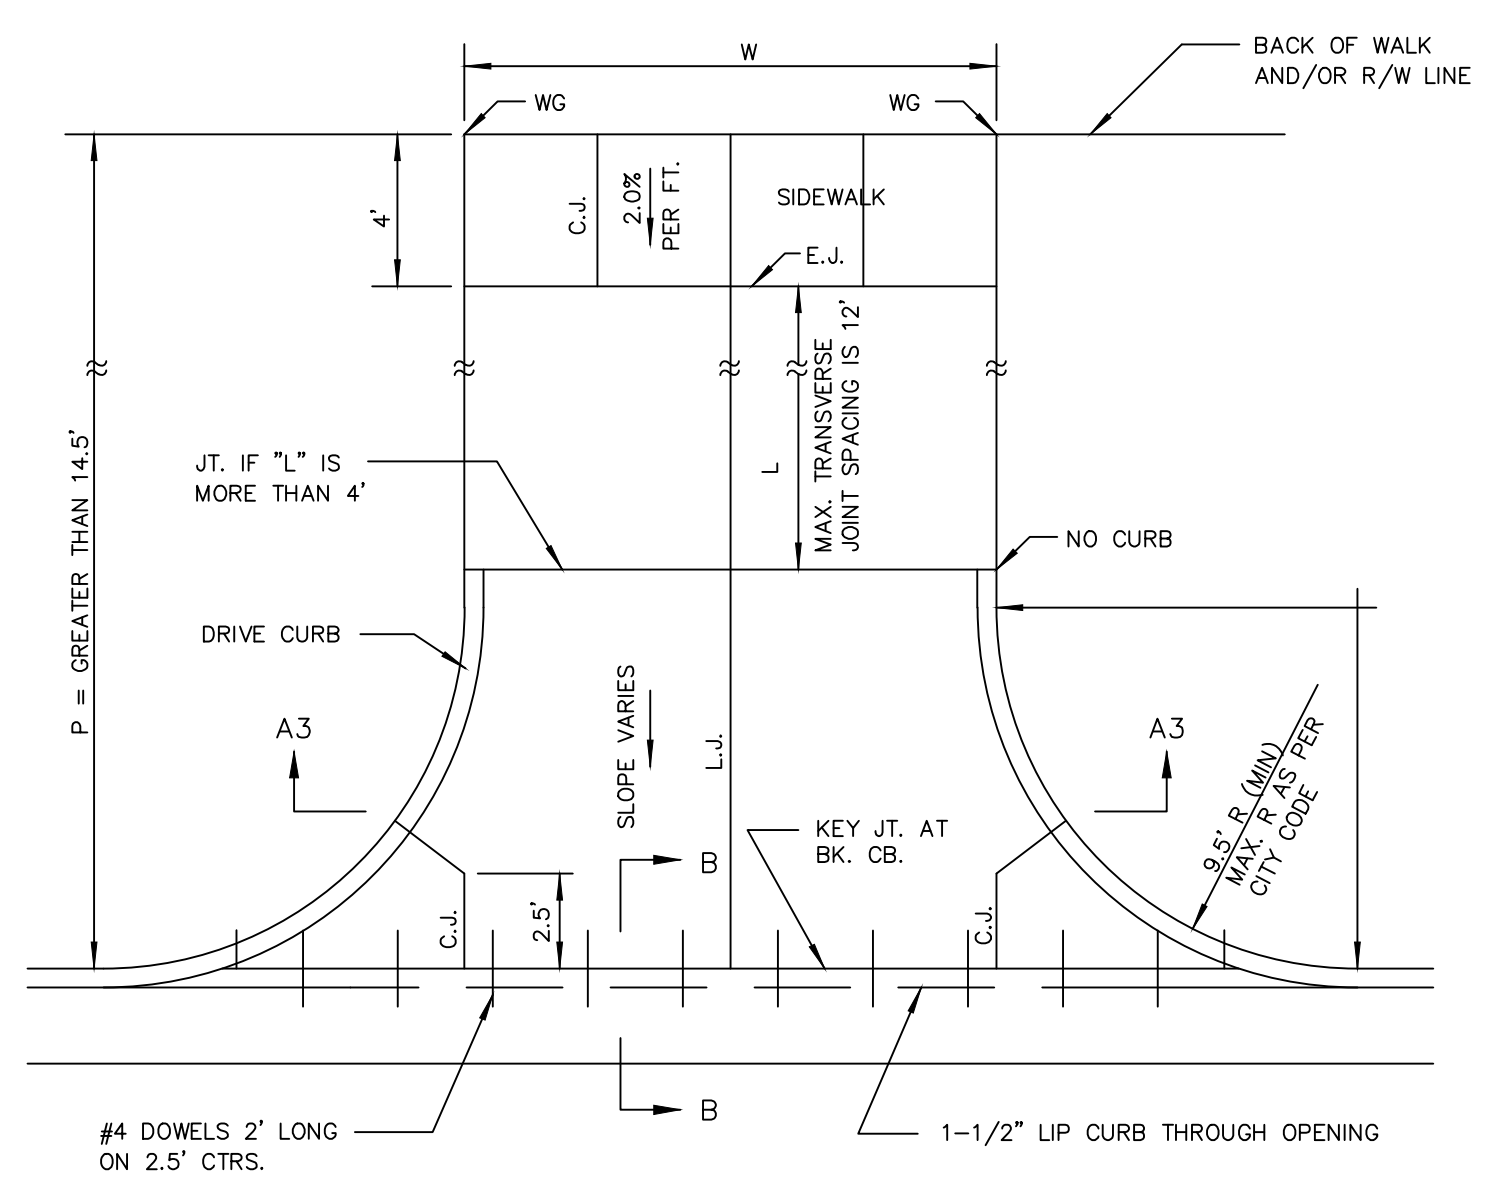 W
BACK OF WALK
AND/OR R/W LINE
WG
WG
4'
C.J.
2.0%
PER FT.
SIDEWALK
E.J.
MAX. TRANSVERSE
JOINT SPACING IS 12'
L
JT. IF "L" IS
MORE THAN 4'
P = GREATER THAN 14.5'
NO CURB
DRIVE CURB
SLOPE VARIES
L.J.
A3
A3
9.5' R (MIN)
MAX. R AS PER
CITY CODE
KEY JT. AT
BK. CB.
B
C.J.
2.5'
C.J.
B
#4 DOWELS 2' LONG
ON 2.5' CTRS.
1-1/2" LIP CURB THROUGH OPENING